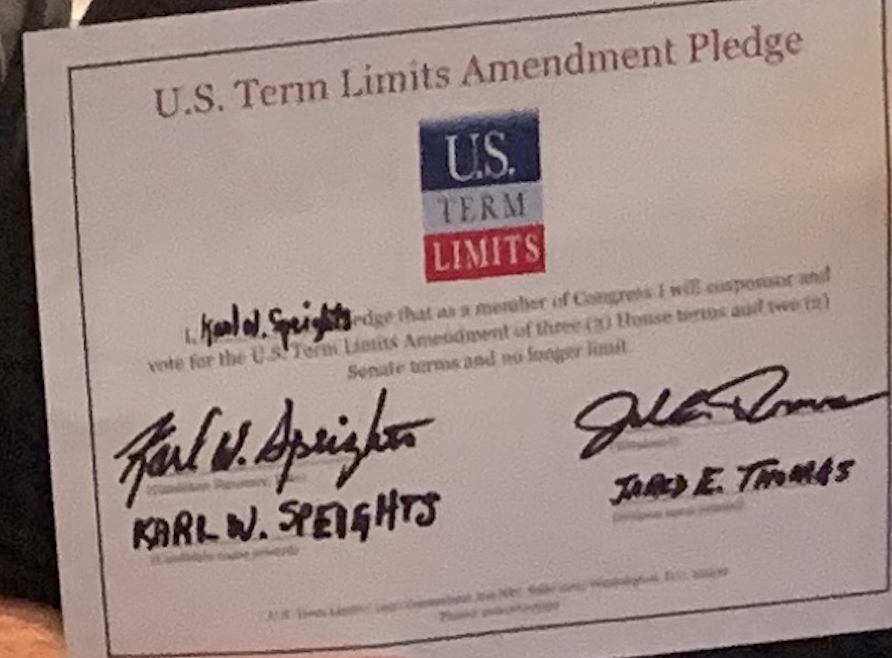 U.S. Term Limits Amendment Pledge
U.S.
TERM
LIMITS
I, Karl W. Speights pledge that as a member of Congress I will cosponsor and
vote for the U.S. Term Limits Amendment of three (3) House terms and two (2)
Senate terms and no longer limit.
Karl W. Speights
KARL W. SPEIGHTS
JARED E. THOMAS